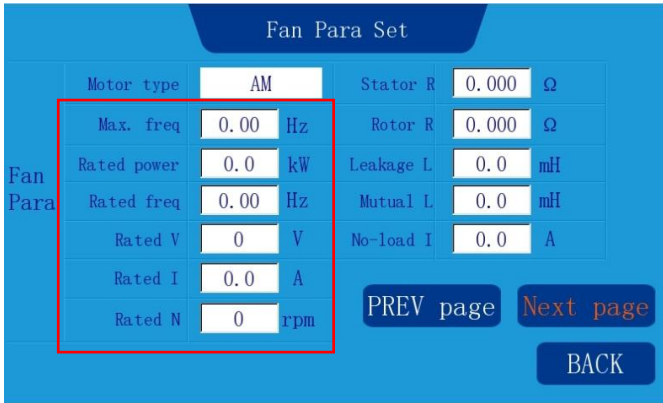 Fan Para Set
Motor type AM Stator R 0.000 Ω
Max. freq 0.00 Hz Rotor R 0.000 Ω
Rated power 0.0 kW Leakage L 0.0 mH
Fan Para
Rated freq 0.00 Hz Mutual L 0.0 mH
Rated V 0 V No-load I 0.0 A
Rated I 0.0 A
Rated N 0 rpm
PREV page Next page
BACK